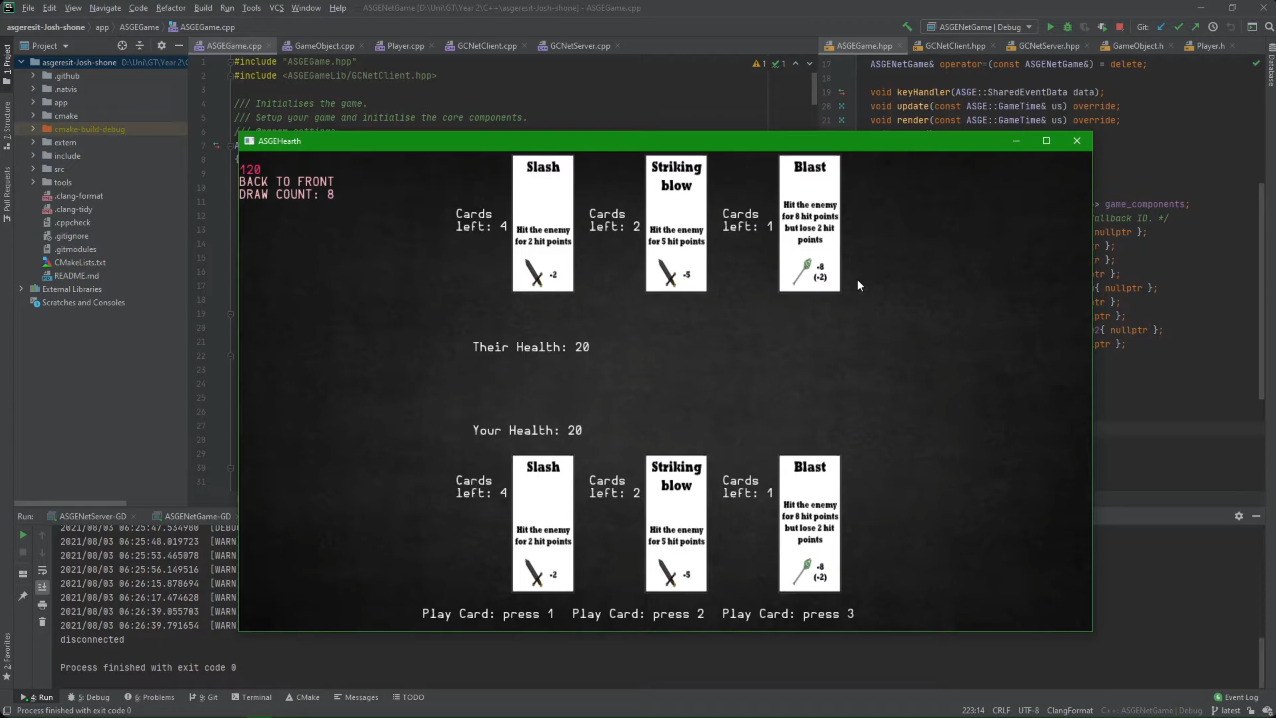 File Edit View Navigate Code Refactor Build Run Tools VCS Window Help
asgeresit-Josh-shone app ASGEGame.cpp
ASGENetGame | Debug
Project
ASGEGame.cpp GameObject.cpp Player.cpp GCNetClient.cpp GCNetServer.cpp
ASGEGame.hpp GCNetClient.hpp GCNetServer.hpp GameObject.h Player.h
asgeresit-Josh-shone D:\Uni\GT\Year 2\C++\asgeresit-Jo
.github
.natvis
app
cmake
cmake-build-debug
extern
include
src
tools
.clang-format
.clang-tidy
.cppcheck
.gitignore
.gitmodules
CMakeLists.txt
README.md
External Libraries
Scratches and Consoles
1: Project
Z: Structure
Pull Requests
2: Favorites
#include "ASGEGame.hpp"
#include <ASGEGameLib/GCNetClient.hpp>
/// Initialises the game.
/// Setup your game and initialise the core components.
ASGENetGame& operator=(const ASGENetGame&) = delete;
void keyHandler(ASGE::SharedEventData data);
void update(const ASGE::GameTime& us) override;
void render(const ASGE::GameTime& us) override;
> game_components;
allback ID. */
nullptr };
ASGEHearth
120
BACK TO FRONT
DRAW COUNT: 8
Cards
left: 4
Slash
Hit the enemy
for 2 hit points
-2
Cards
left: 2
Striking
blow
Hit the enemy
for 5 hit points
-5
Cards
left: 1
Blast
Hit the enemy
for 8 hit points
but lose 2 hit
points
-8
(-2)
Their Health: 20
Your Health: 20
Cards
left: 4
Slash
Hit the enemy
for 2 hit points
-2
Cards
left: 2
Striking
blow
Hit the enemy
for 5 hit points
-5
Cards
left: 1
Blast
Hit the enemy
for 8 hit points
but lose 2 hit
points
-8
(-2)
Play Card: press 1 Play Card: press 2 Play Card: press 3
Run: ASGENetServer-GD ASGENetGame-GD
2021/08/03 06:25:47.534980 [DEBU
2021/08/03 06:25:48.019723 [WARN
2021/08/03 06:25:53.465078 [WARN
2021/08/03 06:25:56.149516 [WARN
2021/08/03 06:26:15.878694 [WARN
2021/08/03 06:26:17.474628 [WARN
2021/08/03 06:26:39.055703 [WARN
2021/08/03 06:26:39.791654 [WARN
disconnected
Process finished with exit code 0
4: Run 5: Debug 6: Problems 9: Git Terminal CMake Messages TODO Event Log
Process finished with exit code 0
223:14 CRLF UTF-8 ClangFormat C++: ASGENetGame | Debug latest